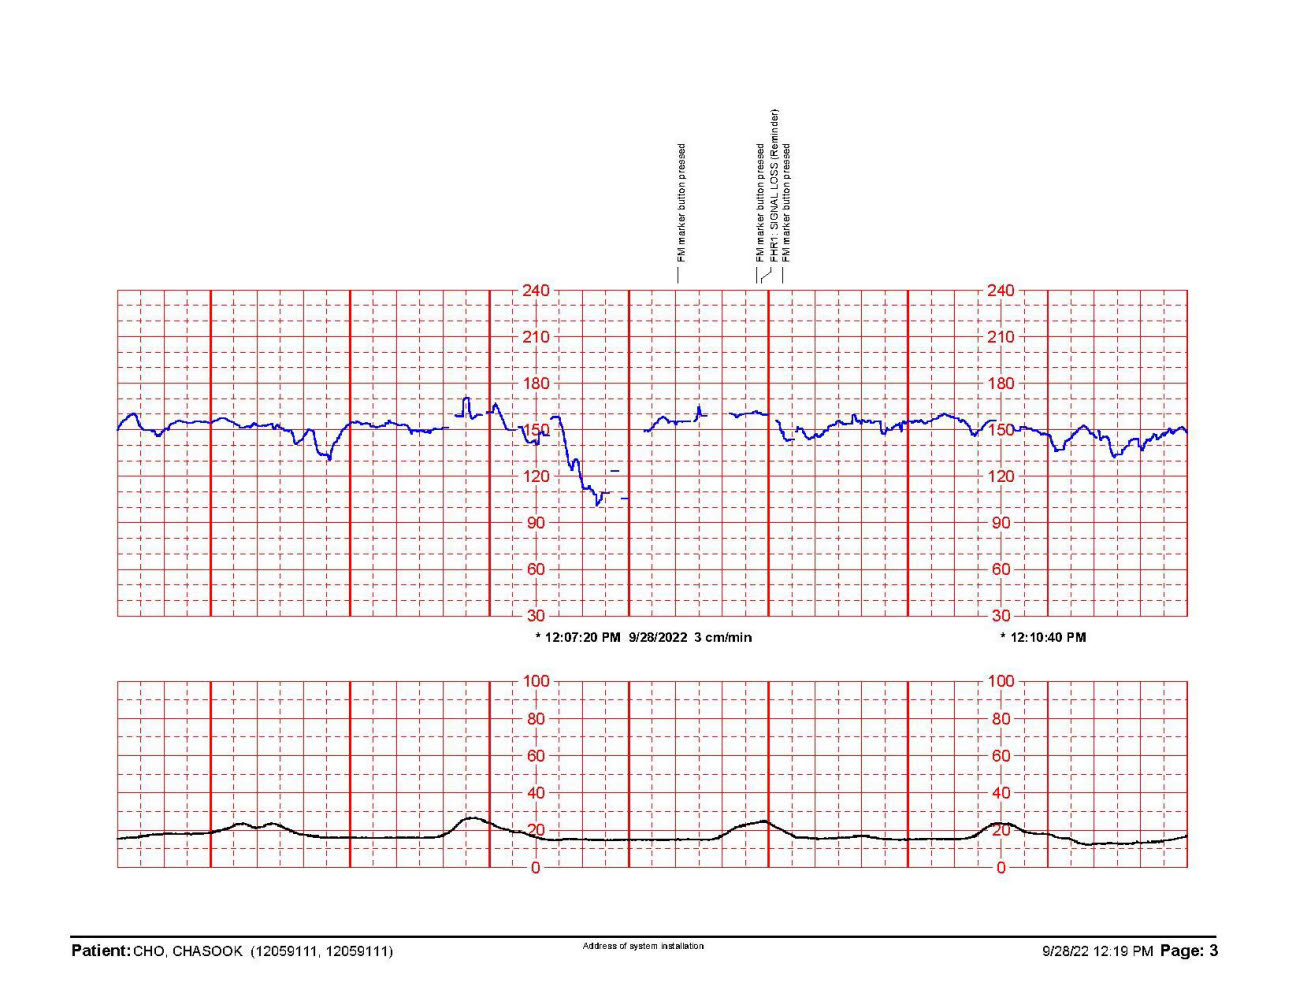 FM marker button pressed
FM marker button pressed
FHR1: SIGNAL LOSS (Reminder)
FM marker button pressed
240 240
210 210
180 180
150 150
120 120
90 90
60 60
30 30
* 12:07:20 PM 9/28/2022 3 cm/min * 12:10:40 PM
100 100
80 80
60 60
40 40
20 20
0 0
Patient: CHO, CHASOOK (12059111, 12059111) Address of system installation 9/28/22 12:19 PM Page: 3